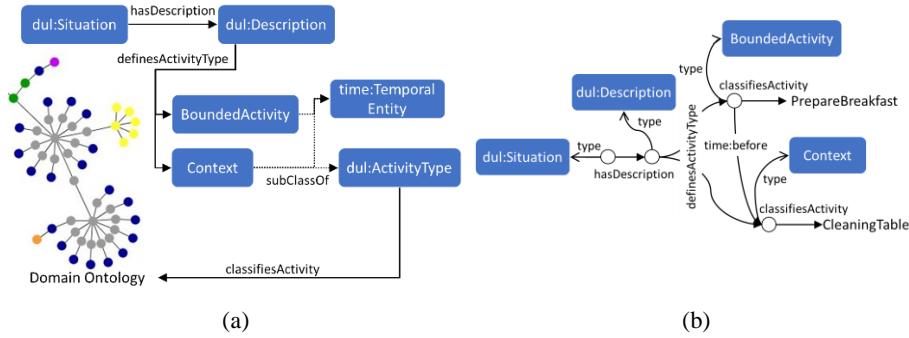 dul:Situation
hasDescription
dul:Description
definesActivityType
BoundedActivity
time:Temporal
Entity
Context
subClassOf
dul:ActivityType
classifiesActivity
Domain Ontology
(a)
BoundedActivity
type
classifiesActivity
PrepareBreakfast
dul:Description
type
definesActivityType
time:before
dul:Situation
type
hasDescription
Context
type
classifiesActivity
CleaningTable
(b)